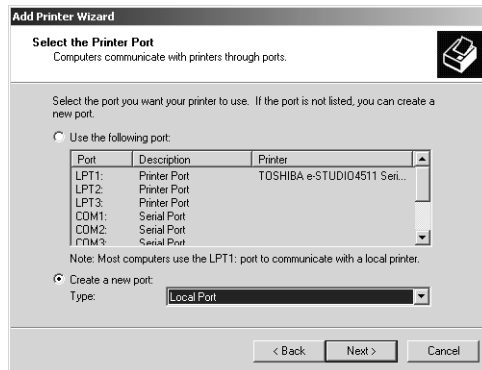 Add Printer Wizard
Select the Printer Port
Computers communicate with printers through ports.
Select the port you want your printer to use. If the port is not listed, you can create a
new port.
Use the following port:
Port Description Printer
LPT1: Printer Port TOSHIBA e-STUDIO4511 Seri...
LPT2: Printer Port
LPT3: Printer Port
COM1: Serial Port
COM2: Serial Port
COM3: Serial Port
Note: Most computers use the LPT1: port to communicate with a local printer.
Create a new port:
Type: Local Port
< Back Next > Cancel